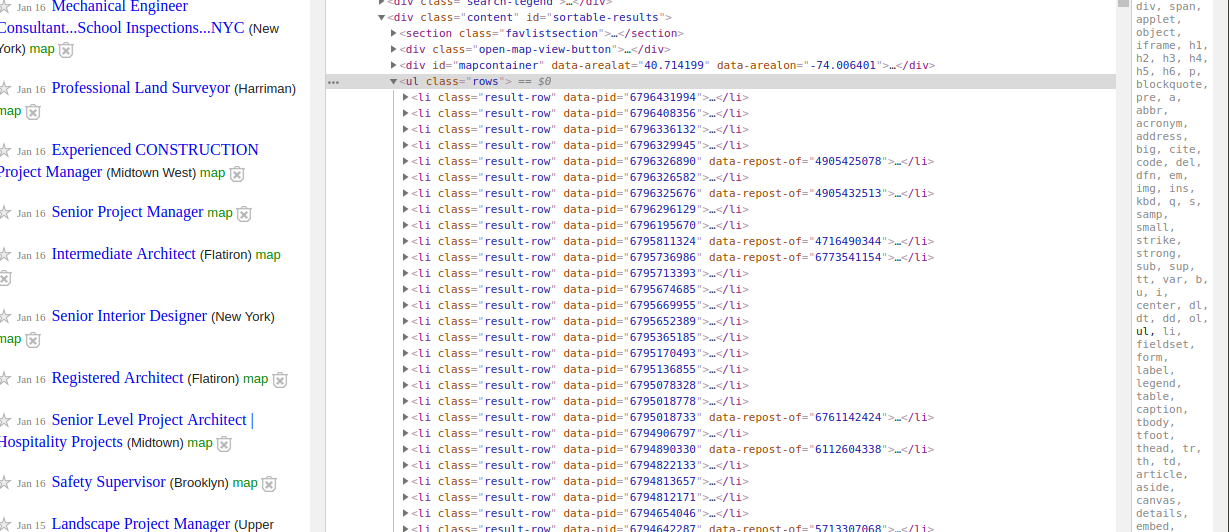 Jan 16 Mechanical Engineer
Consultant...School Inspections...NYC (New
York) map
Jan 16 Professional Land Surveyor (Harriman)
map
Jan 16 Experienced CONSTRUCTION
Project Manager (Midtown West) map
Jan 16 Senior Project Manager map
Jan 16 Intermediate Architect (Flatiron) map
Jan 16 Senior Interior Designer (New York)
map
Jan 16 Registered Architect (Flatiron) map
Jan 16 Senior Level Project Architect |
Hospitality Projects (Midtown) map
Jan 16 Safety Supervisor (Brooklyn) map
Jan 15 Landscape Project Manager (Upper
<div class="search-legend">…</div>
<div class="content" id="sortable-results">
<section class="favlistsection">…</section>
<div class="open-map-view-button">…</div>
<div id="mapcontainer" data-arealat="40.714199" data-arealon="-74.006401">…</div>
… <ul class="rows"> == $0
<li class="result-row" data-pid="6796431994">…</li>
<li class="result-row" data-pid="6796408356">…</li>
<li class="result-row" data-pid="6796336132">…</li>
<li class="result-row" data-pid="6796329945">…</li>
<li class="result-row" data-pid="6796326890" data-repost-of="4905425078">…</li>
<li class="result-row" data-pid="6796326582">…</li>
<li class="result-row" data-pid="6796325676" data-repost-of="4905432513">…</li>
<li class="result-row" data-pid="6796296129">…</li>
<li class="result-row" data-pid="6796195670">…</li>
<li class="result-row" data-pid="6795811324" data-repost-of="4716490344">…</li>
<li class="result-row" data-pid="6795736986" data-repost-of="6773541154">…</li>
<li class="result-row" data-pid="6795713393">…</li>
<li class="result-row" data-pid="6795674685">…</li>
<li class="result-row" data-pid="6795669955">…</li>
<li class="result-row" data-pid="6795652389">…</li>
<li class="result-row" data-pid="6795365185">…</li>
<li class="result-row" data-pid="6795170493">…</li>
<li class="result-row" data-pid="6795136855">…</li>
<li class="result-row" data-pid="6795078328">…</li>
<li class="result-row" data-pid="6795018778">…</li>
<li class="result-row" data-pid="6795018733" data-repost-of="6761142424">…</li>
<li class="result-row" data-pid="6794906797">…</li>
<li class="result-row" data-pid="6794890330" data-repost-of="6112604338">…</li>
<li class="result-row" data-pid="6794822133">…</li>
<li class="result-row" data-pid="6794813657">…</li>
<li class="result-row" data-pid="6794812171">…</li>
<li class="result-row" data-pid="6794654046">…</li>
<li class="result-row" data-pid="6794642287" data-repost-of="5713307068">…</li>
div, span,
applet,
object,
iframe, h1,
h2, h3, h4,
h5, h6, p,
blockquote,
pre, a,
abbr,
acronym,
address,
big, cite,
code, del,
dfn, em,
img, ins,
kbd, q, s,
samp,
small,
strike,
strong,
sub, sup,
tt, var, b,
u, i,
center, dl,
dt, dd, ol,
ul, li,
fieldset,
form,
label,
legend,
table,
caption,
tbody,
tfoot,
thead, tr,
th, td,
article,
aside,
canvas,
details,
embed,